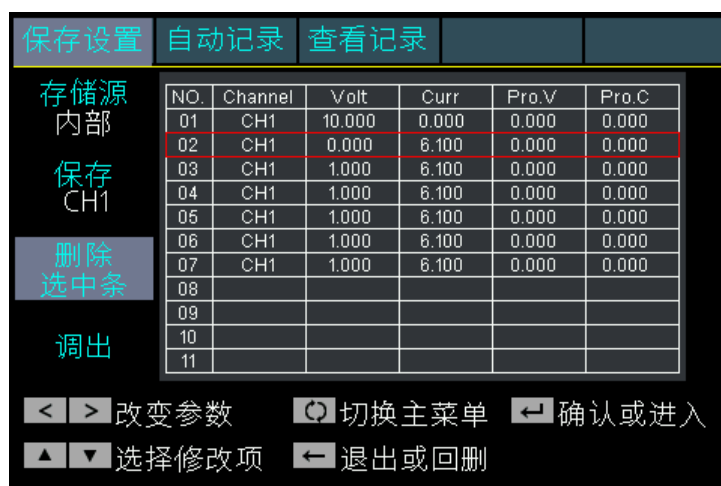 保存设置 自动记录 查看记录
存储源
内部
保存
CH1
删除
选中条
调出
NO. Channel Volt Curr Pro.V Pro.C
01 CH1 10.000 0.000 0.000 0.000
02 CH1 0.000 6.100 0.000 0.000
03 CH1 1.000 6.100 0.000 0.000
04 CH1 1.000 6.100 0.000 0.000
05 CH1 1.000 6.100 0.000 0.000
06 CH1 1.000 6.100 0.000 0.000
07 CH1 1.000 6.100 0.000 0.000
08
09
10
11
< > 改变参数 切换主菜单 确认或进入
▲ ▼ 选择修改项 ← 退出或回删